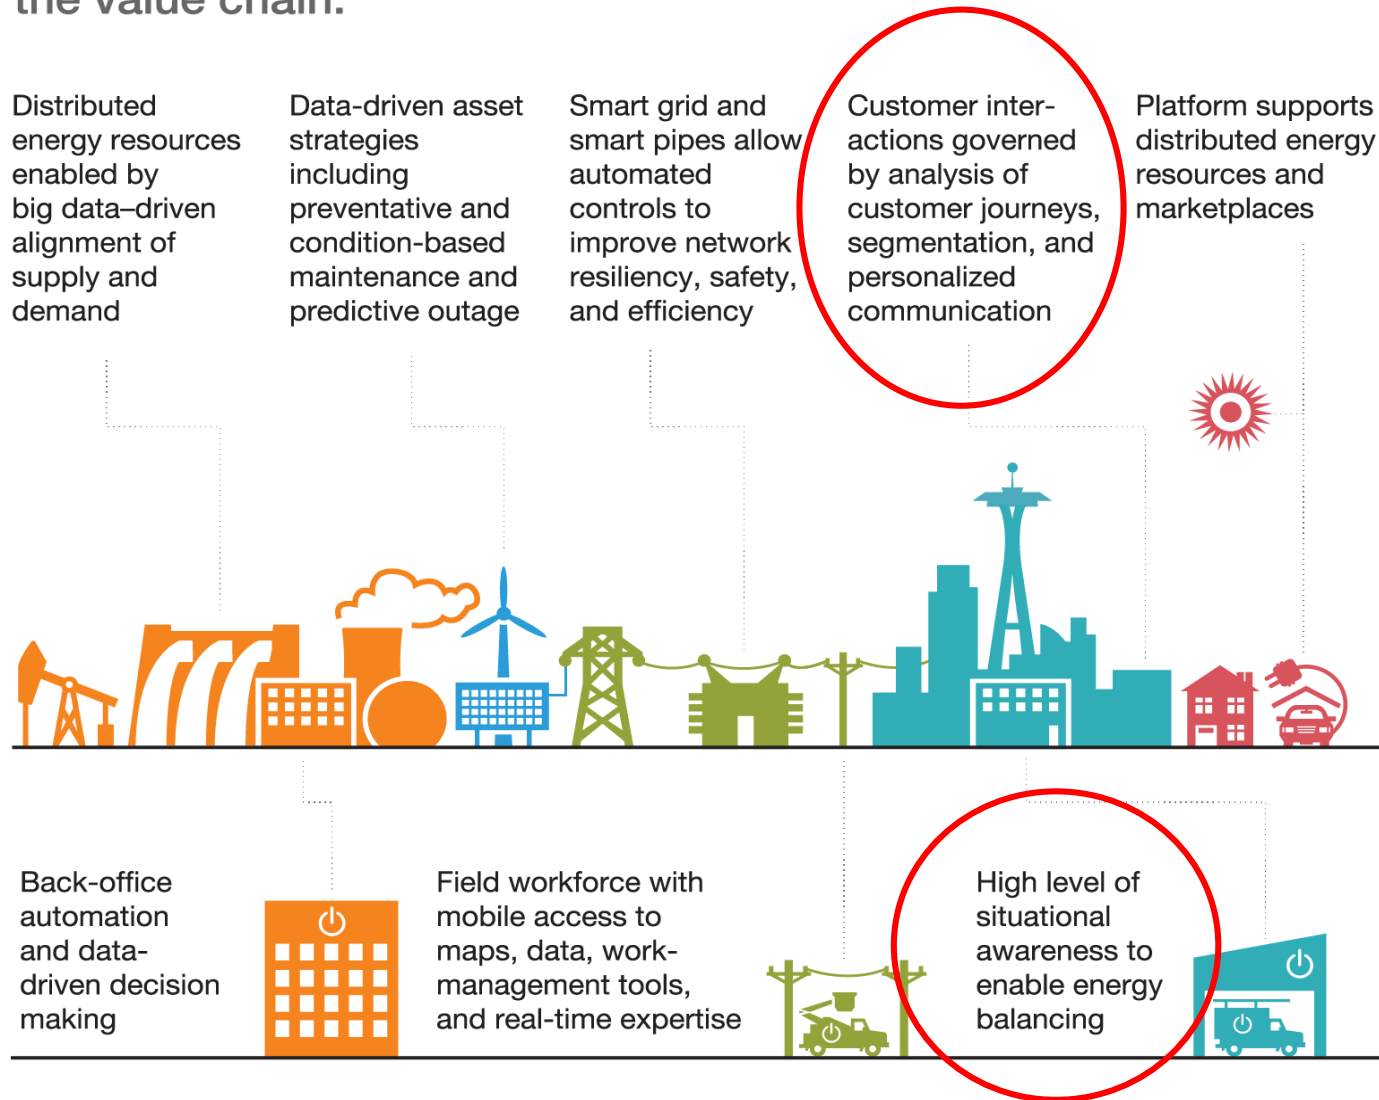 the value chain.
Distributed
energy resources
enabled by
big data–driven
alignment of
supply and
demand
Data-driven asset
strategies
including
preventative and
condition-based
maintenance and
predictive outage
Smart grid and
smart pipes allow
automated
controls to
improve network
resiliency, safety,
and efficiency
Customer inter-
actions governed
by analysis of
customer journeys,
segmentation, and
personalized
communication
Platform supports
distributed energy
resources and
marketplaces
Back-office
automation
and data-
driven decision
making
Field workforce with
mobile access to
maps, data, work-
management tools,
and real-time expertise
High level of
situational
awareness to
enable energy
balancing